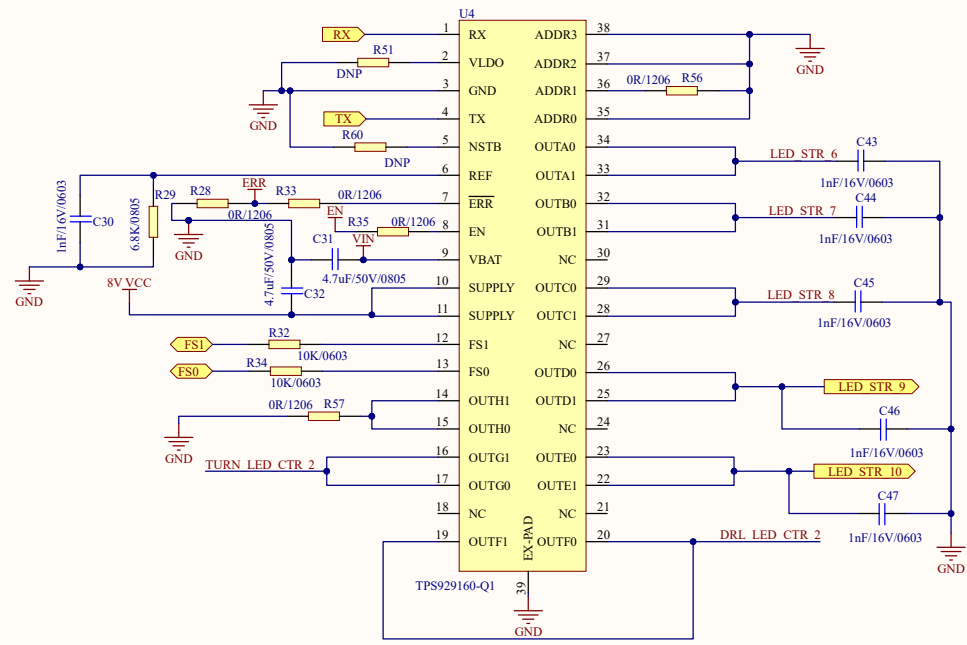 U4
RX 1 RX ADDR3 38
R51 2 VLDO ADDR2 37 GND
DNP
GND 3 GND ADDR1 36 0R/1206 R56
TX 4 TX ADDR0 35
R60 5 NSTB OUTA0 34 C43
DNP LED_STR_6
6 REF OUTA1 33 1nF/16V/0603
1nF/16V/0603 C30 6.8K/0805 R29 R28 ERR R33 0R/1206 7 ERR OUTB0 32 C44
0R/1206 EN LED_STR_7
GND R35 0R/1206 8 EN OUTB1 31 1nF/16V/0603
4.7uF/50V/0805 C31 VIN 9 VBAT NC 30
GND 4.7uF/50V/0805
8V VCC C32 10 SUPPLY OUTC0 29 C45
LED_STR_8
11 SUPPLY OUTC1 28 1nF/16V/0603
FS1 R32 12 FS1 NC 27
10K/0603
FS0 R34 13 FS0 OUTD0 26
10K/0603 LED_STR_9
0R/1206 R57 14 OUTH1 OUTD1 25
C46
GND 15 OUTH0 NC 24
1nF/16V/0603
TURN_LED_CTR_2 16 OUTG1 OUTE0 23
LED_STR_10
17 OUTG0 OUTE1 22
C47
18 NC NC 21
1nF/16V/0603
19 OUTF1 EX-PAD OUTF0 20 DRL_LED_CTR_2
GND
TPS929160-Q1 39
GND